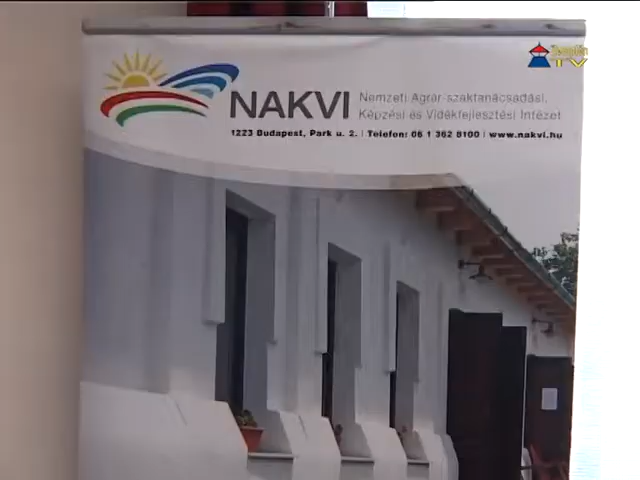 NAKVI
Nemzeti Agrár-szaktanácsadási,
Képzési és Vidékfejlesztési Intézet
1223 Budapest, Park u. 2. | Telefon: 06 1 362 8100 | www.nakvi.hu
TV